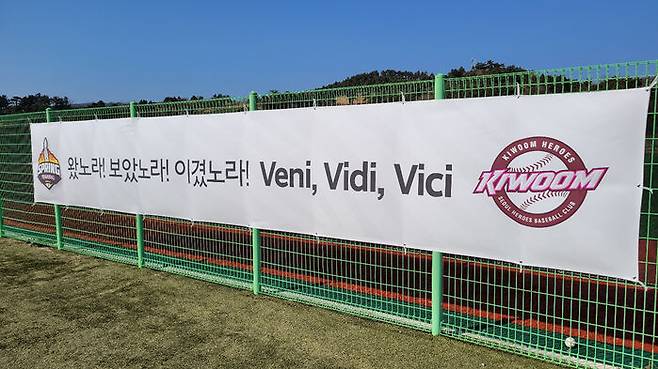 SPRING
왔노라! 보았노라! 이겼노라! Veni, Vidi, Vici
KIWOOM HEROES
KIWOOM
SEOUL HEROES BASEBALL CLUB